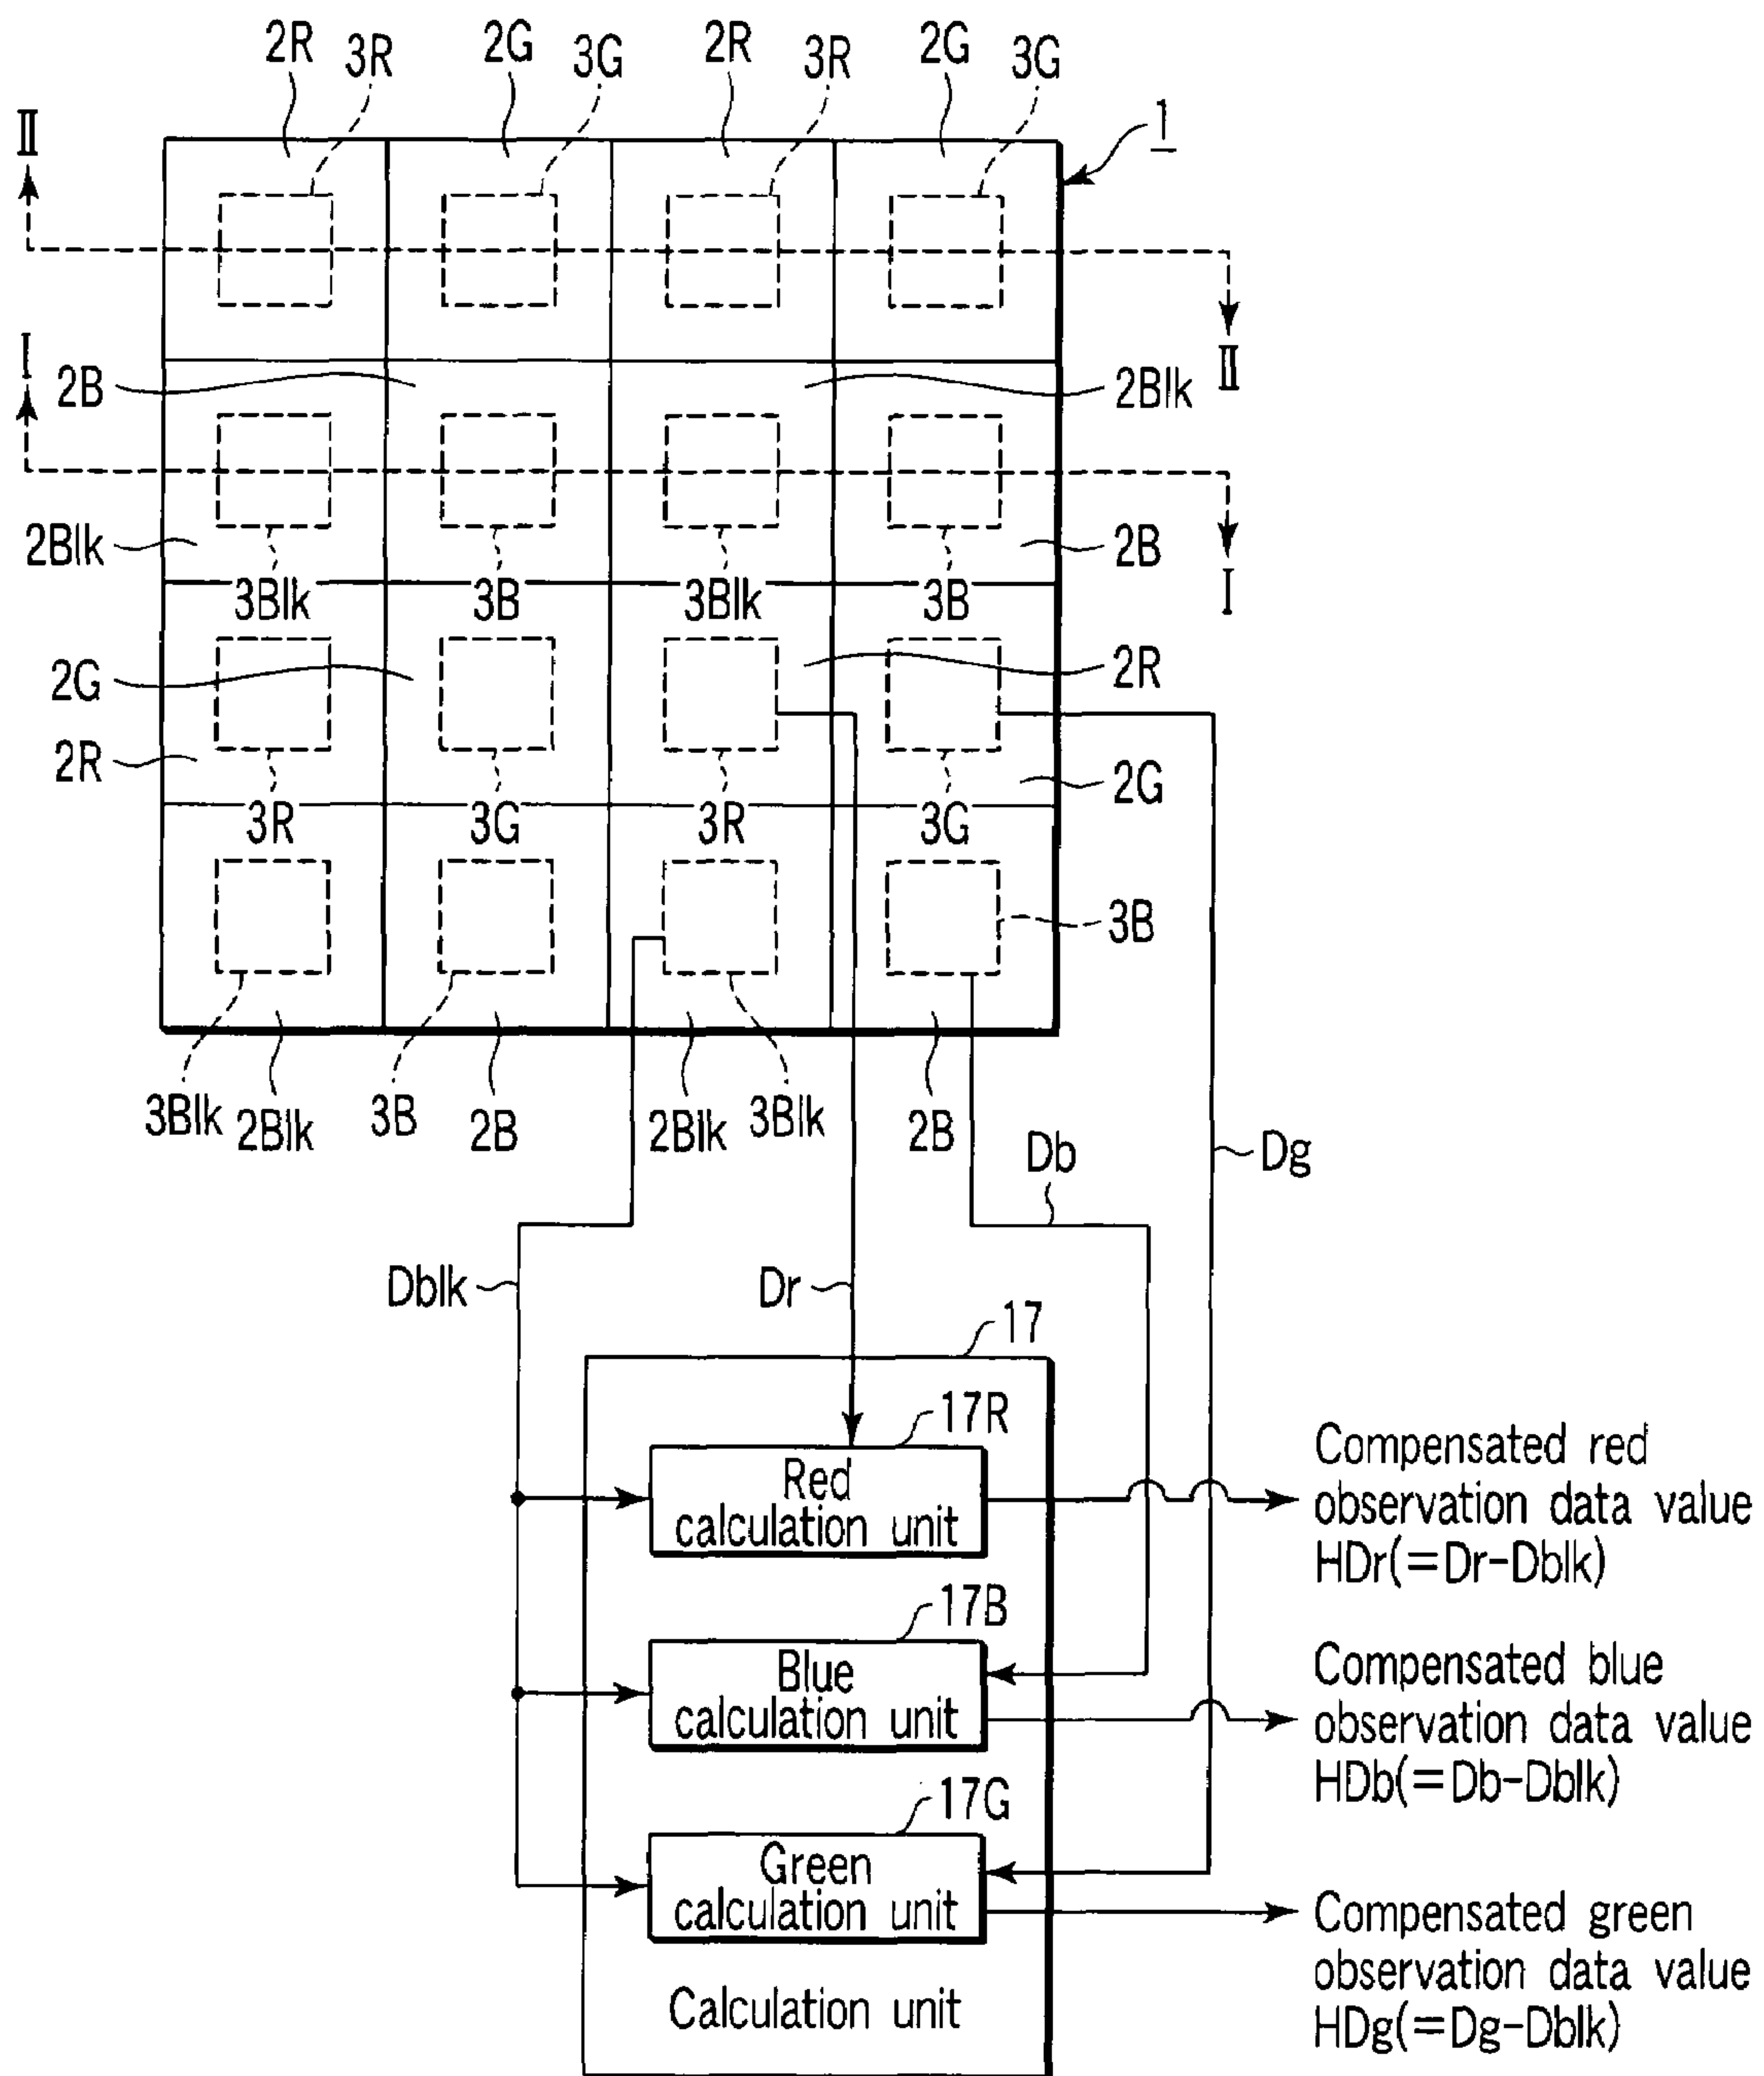 2R 3R 2G 3G 2R 3R 2G 3G
II 1
I 2B 2Blk II
2Blk 2B
3Blk 3B 3Blk 3B I
2G 2R
2R 2G
3R 3G 3R 3G
3B
3Blk 2Blk 3B 2B 2Blk 3Blk 2B
Db Dg
Dblk Dr
17
17R
Red
calculation unit
Compensated red
observation data value
HDr(=Dr-Dblk)
17B
Blue
calculation unit
Compensated blue
observation data value
HDb(=Db-Dblk)
17G
Green
calculation unit
Compensated green
observation data value
HDg(=Dg-Dblk)
Calculation unit